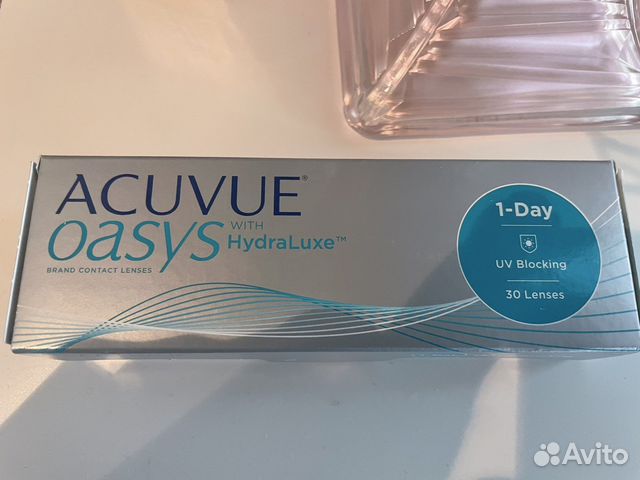 ACUVUE®
oasys WITH HydraLuxe™
BRAND CONTACT LENSES
1-Day
UV Blocking
30 Lenses
Avito